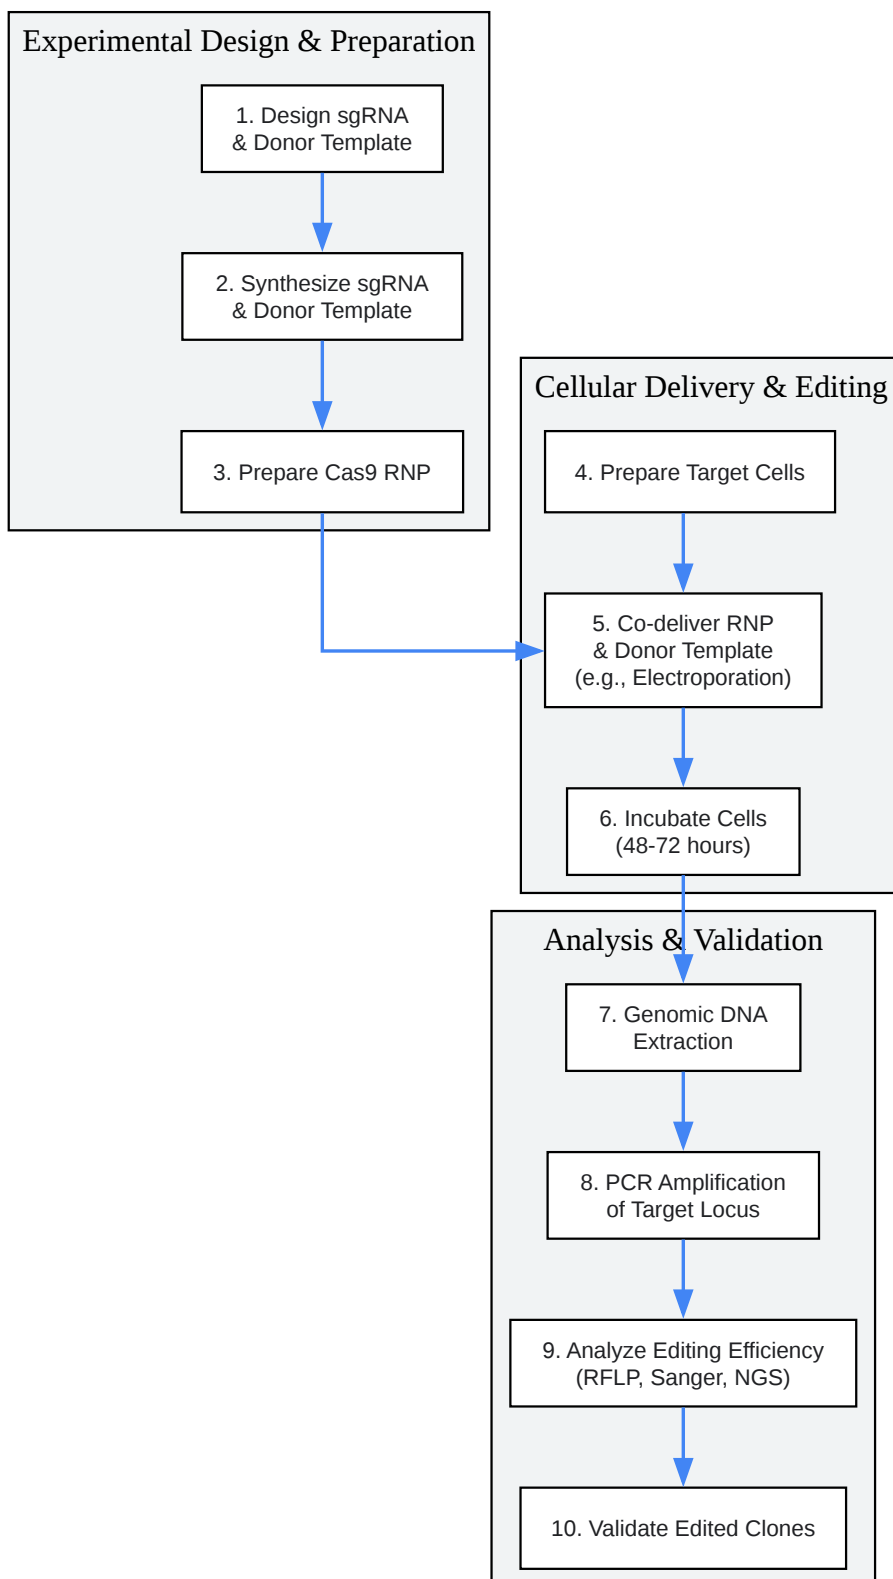 Experimental Design & Preparation
1. Design sgRNA
& Donor Template
2. Synthesize sgRNA
& Donor Template
3. Prepare Cas9 RNP
Cellular Delivery & Editing
4. Prepare Target Cells
5. Co-deliver RNP
& Donor Template
(e.g., Electroporation)
6. Incubate Cells
(48-72 hours)
Analysis & Validation
7. Genomic DNA
Extraction
8. PCR Amplification
of Target Locus
9. Analyze Editing Efficiency
(RFLP, Sanger, NGS)
10. Validate Edited Clones